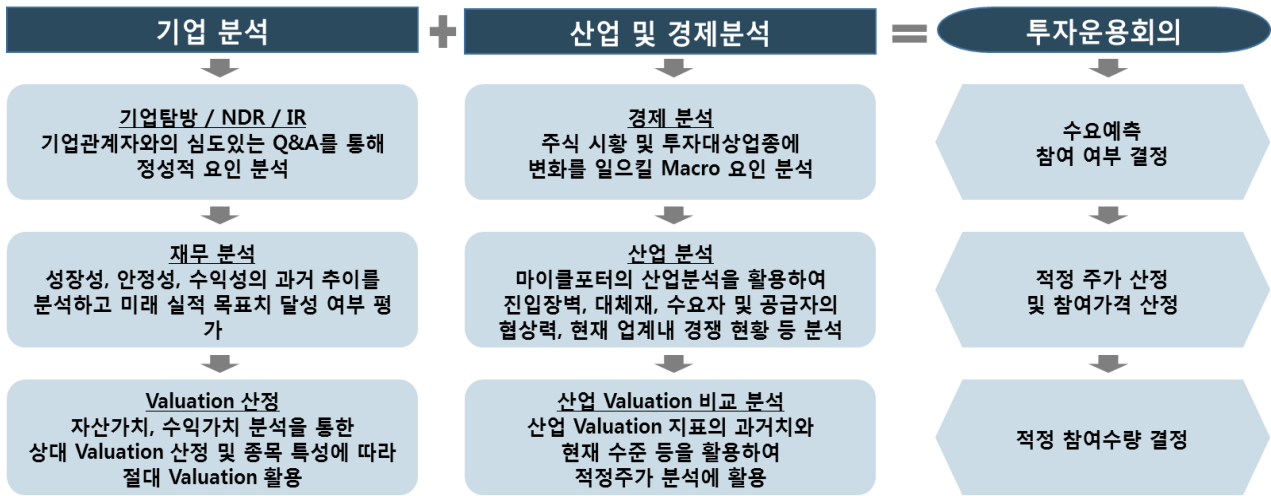 기업 분석
기업탐방 / NDR / IR
기업관계자와의 심도있는 Q&A를 통해
정성적 요인 분석
재무 분석
성장성, 안정성, 수익성의 과거 추이를
분석하고 미래 실적 목표치 달성 여부 평
가
Valuation 산정
자산가치, 수익가치 분석을 통한
상대 Valuation 산정 및 종목 특성에 따라
절대 Valuation 활용
+
산업 및 경제분석
경제 분석
주식 시황 및 투자대상업종에
변화를 일으킬 Macro 요인 분석
산업 분석
마이클포터의 산업분석을 활용하여
진입장벽, 대체재, 수요자 및 공급자의
협상력, 현재 업계내 경쟁 현황 등 분석
산업 Valuation 비교 분석
산업 Valuation 지표의 과거치와
현재 수준 등을 활용하여
적정주가 분석에 활용
=
투자운용회의
수요예측
참여 여부 결정
적정 주가 산정
및 참여가격 산정
적정 참여수량 결정